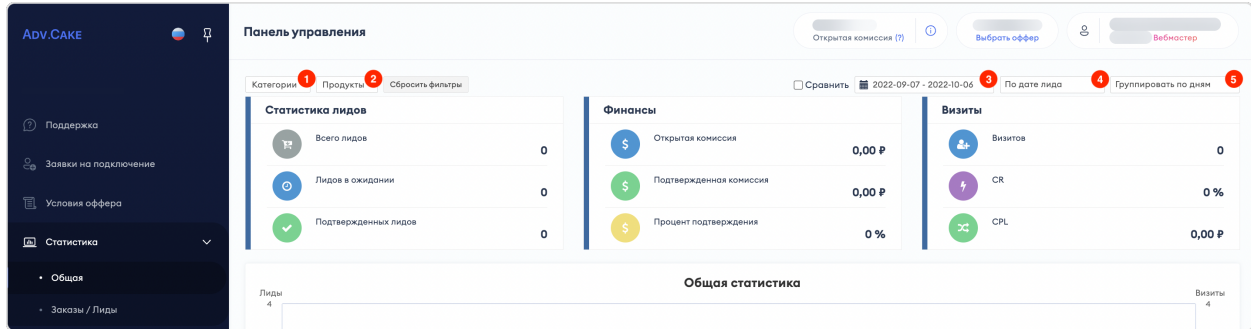 ADV.CAKE
Поддержка
Заявки на подключение
Условия оффера
Статистика
• Общая
• Заказы / Лиды
Панель управления
Открытая комиссия (?)
Выбрать оффер
Вебмастер
Категории 1 Продукты 2 Сбросить фильтры
Сравнить 2022-09-07 - 2022-10-06 3 По дате лида 4 Группировать по дням 5
Статистика лидов
Всего лидов
0
Лидов в ожидании
0
Подтвержденных лидов
0
Финансы
Открытая комиссия
0,00 ₽
Подтвержденная комиссия
0,00 ₽
Процент подтверждения
0 %
Визиты
Визитов
0
CR
0 %
CPL
0,00 ₽
Общая статистика
Лиды
4
Визиты
4